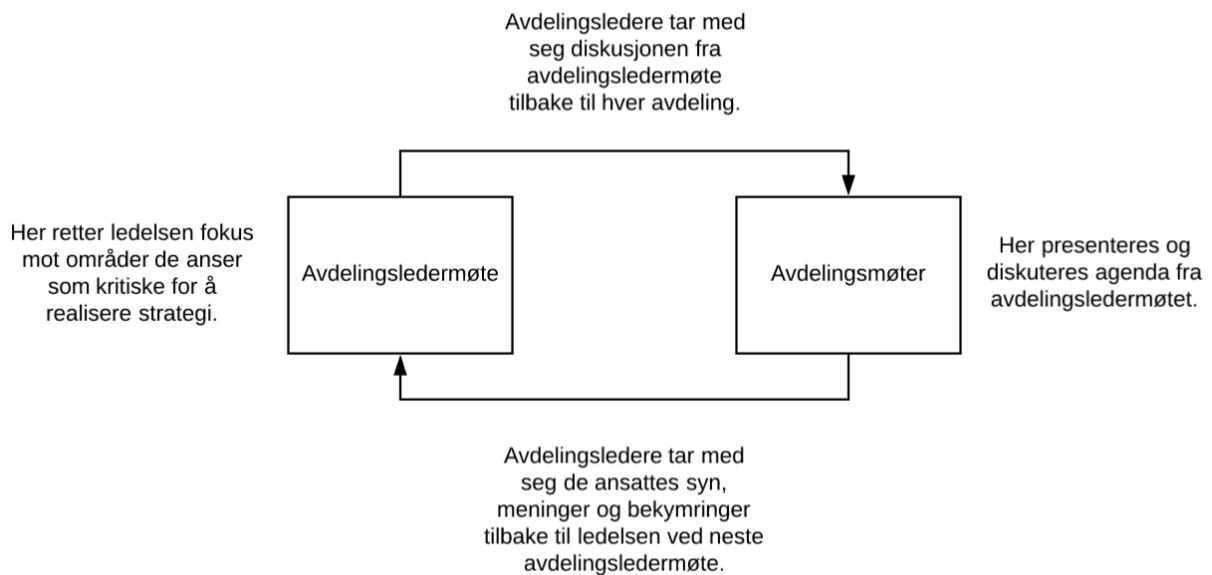 Avdelingsledere tar med
seg diskusjonen fra
avdelingsledermøte
tilbake til hver avdeling.
Her retter ledelsen fokus
mot områder de anser
som kritiske for å
realisere strategi.
Avdelingsledermøte
Avdelingsmøter
Her presenteres og
diskuteres agenda fra
avdelingsledermøtet.
Avdelingsledere tar med
seg de ansattes syn,
meninger og bekymringer
tilbake til ledelsen ved neste
avdelingsledermøte.